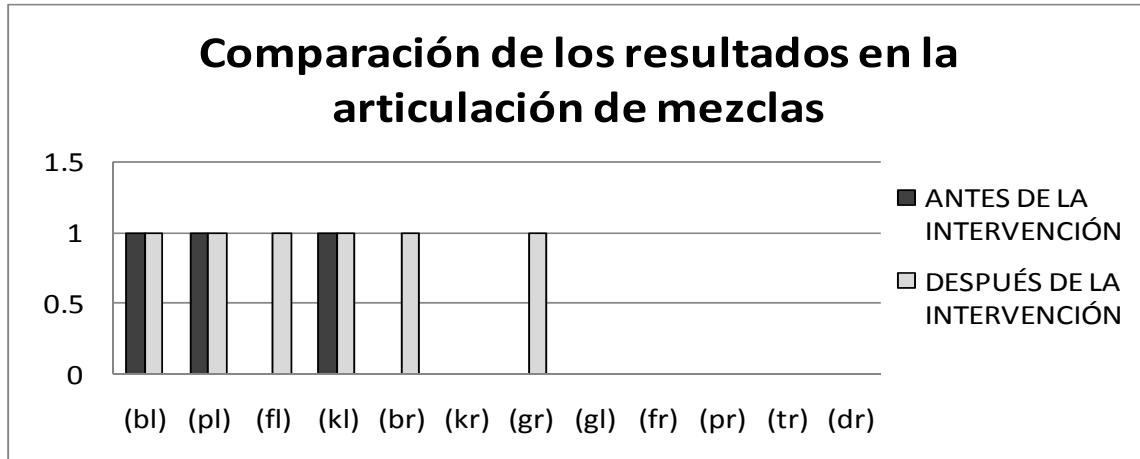 Comparación de los resultados en la
articulación de mezclas
1.5
1
0.5
0
(bl) (pl) (fl) (kl) (br) (kr) (gr) (gl) (fr) (pr) (tr) (dr)
ANTES DE LA
INTERVENCIÓN
DESPUÉS DE LA
INTERVENCIÓN